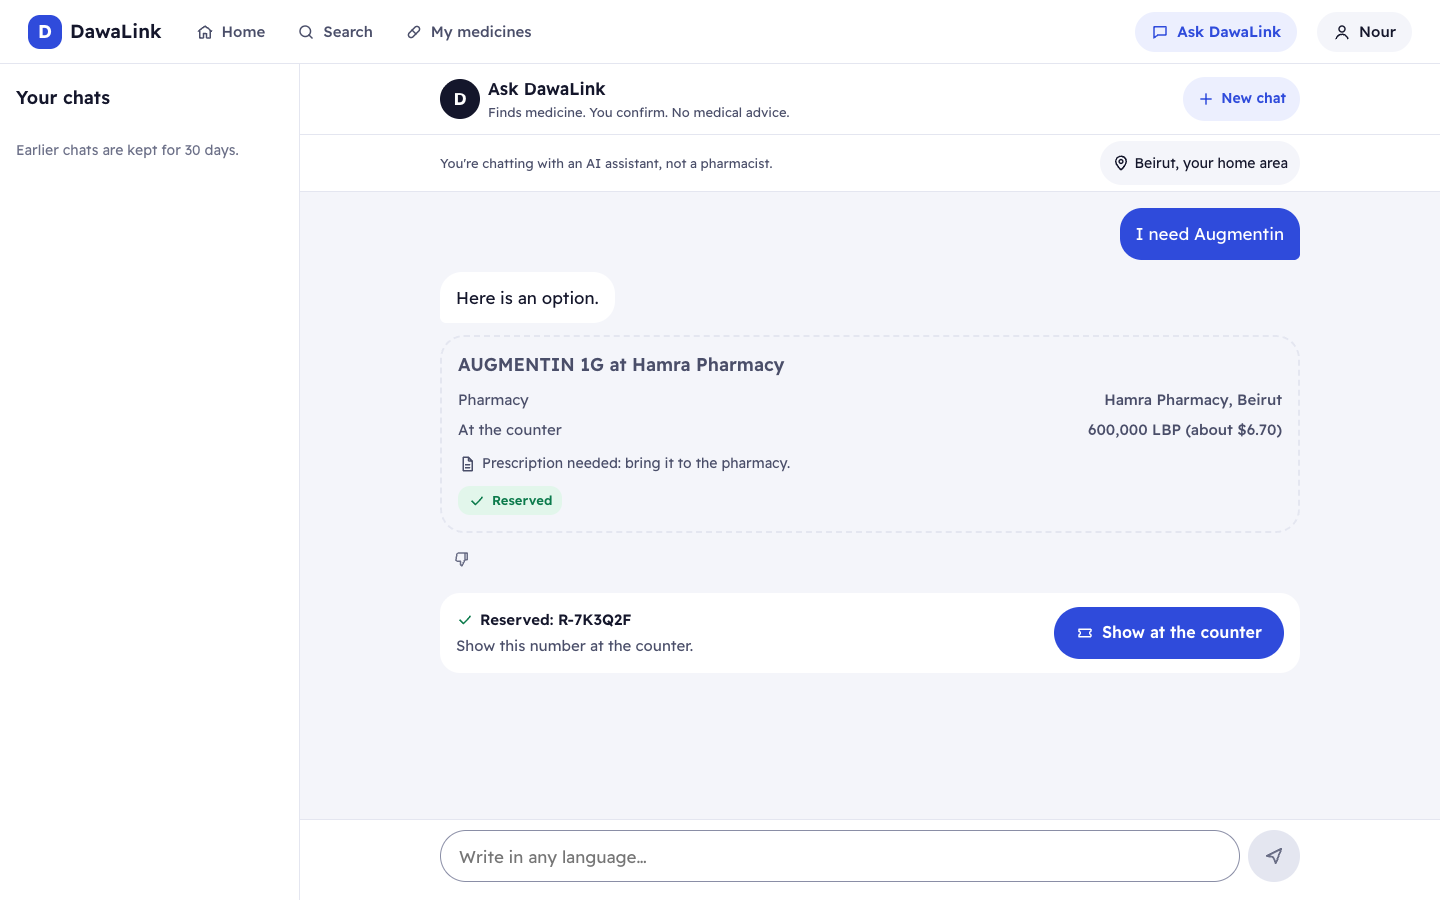 D DawaLink
Home
Search
My medicines
Ask DawaLink
Nour
Your chats
Earlier chats are kept for 30 days.
D
Ask DawaLink
Finds medicine. You confirm. No medical advice.
New chat
You're chatting with an AI assistant, not a pharmacist.
Beirut, your home area
I need Augmentin
Here is an option.
AUGMENTIN 1G at Hamra Pharmacy
Pharmacy Hamra Pharmacy, Beirut
At the counter 600,000 LBP (about $6.70)
Prescription needed: bring it to the pharmacy.
Reserved
Reserved: R-7K3Q2F
Show this number at the counter.
Show at the counter
Write in any language...